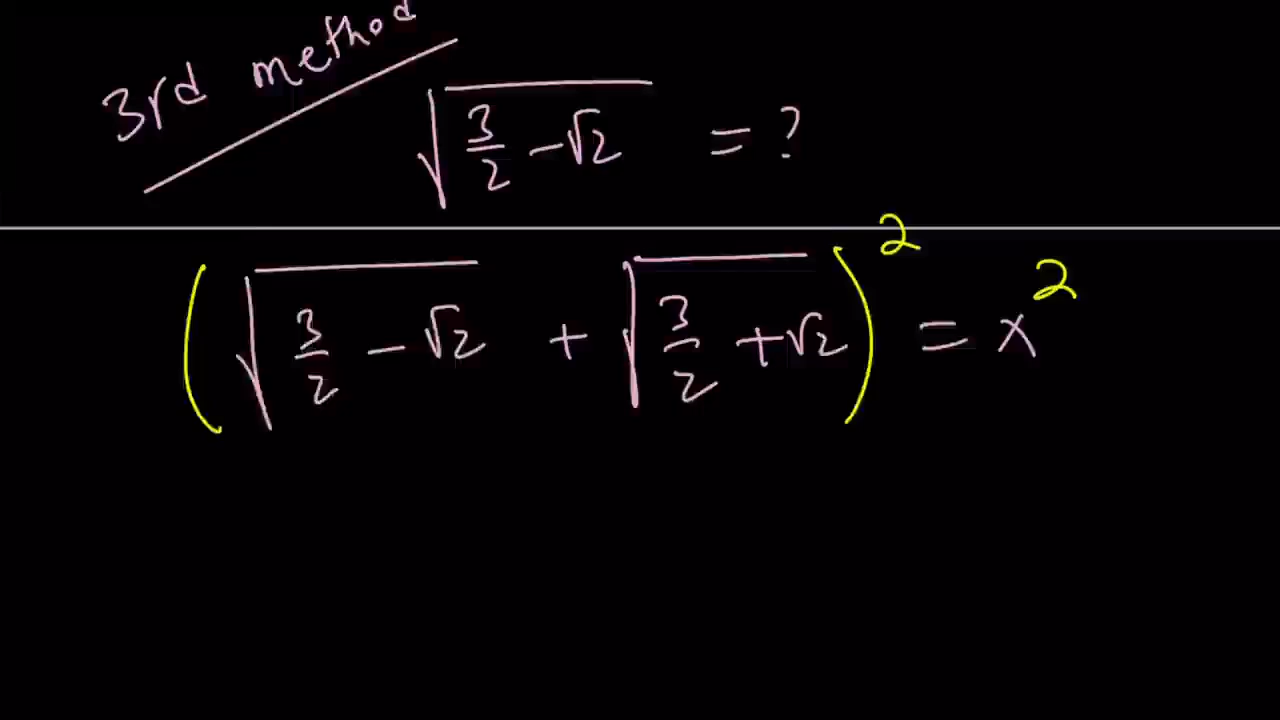 3rd method
√(3/2 - √2) = ?
(√(3/2 - √2) + √(3/2 + √2))² = x²